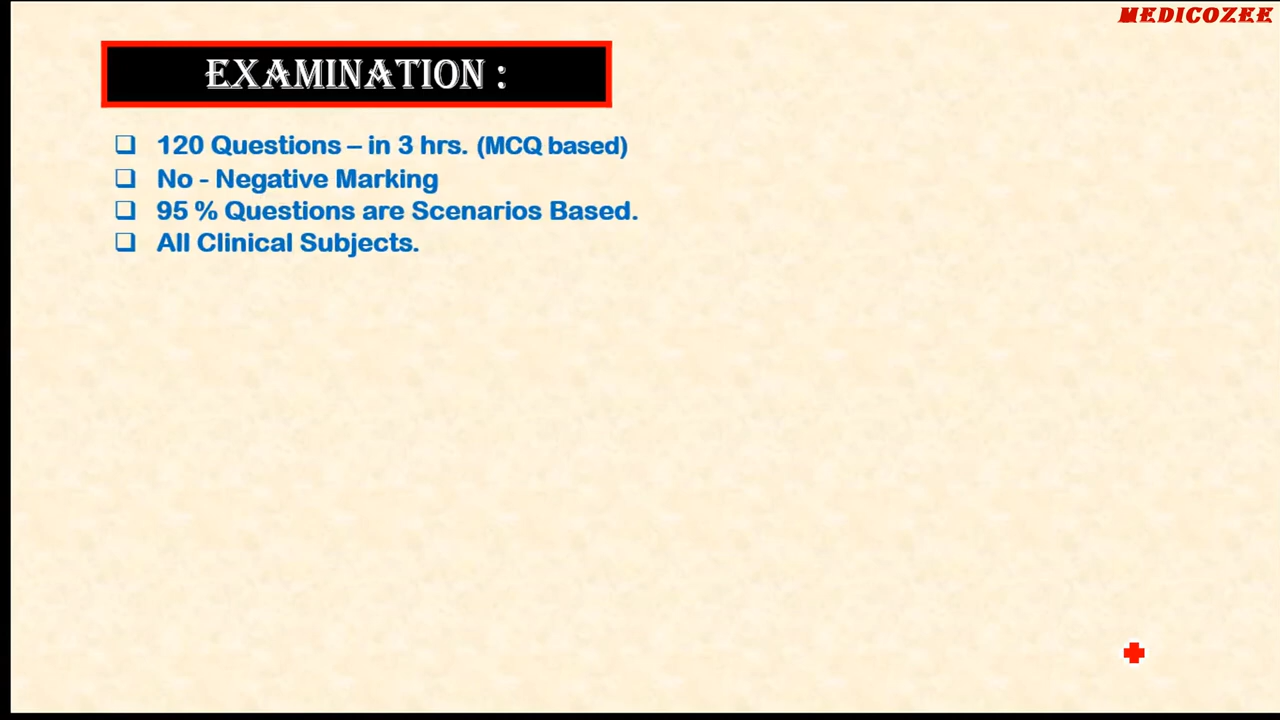 MEDICOZEE
EXAMINATION :
❑ 120 Questions – in 3 hrs. (MCQ based)
❑ No - Negative Marking
❑ 95 % Questions are Scenarios Based.
❑ All Clinical Subjects.